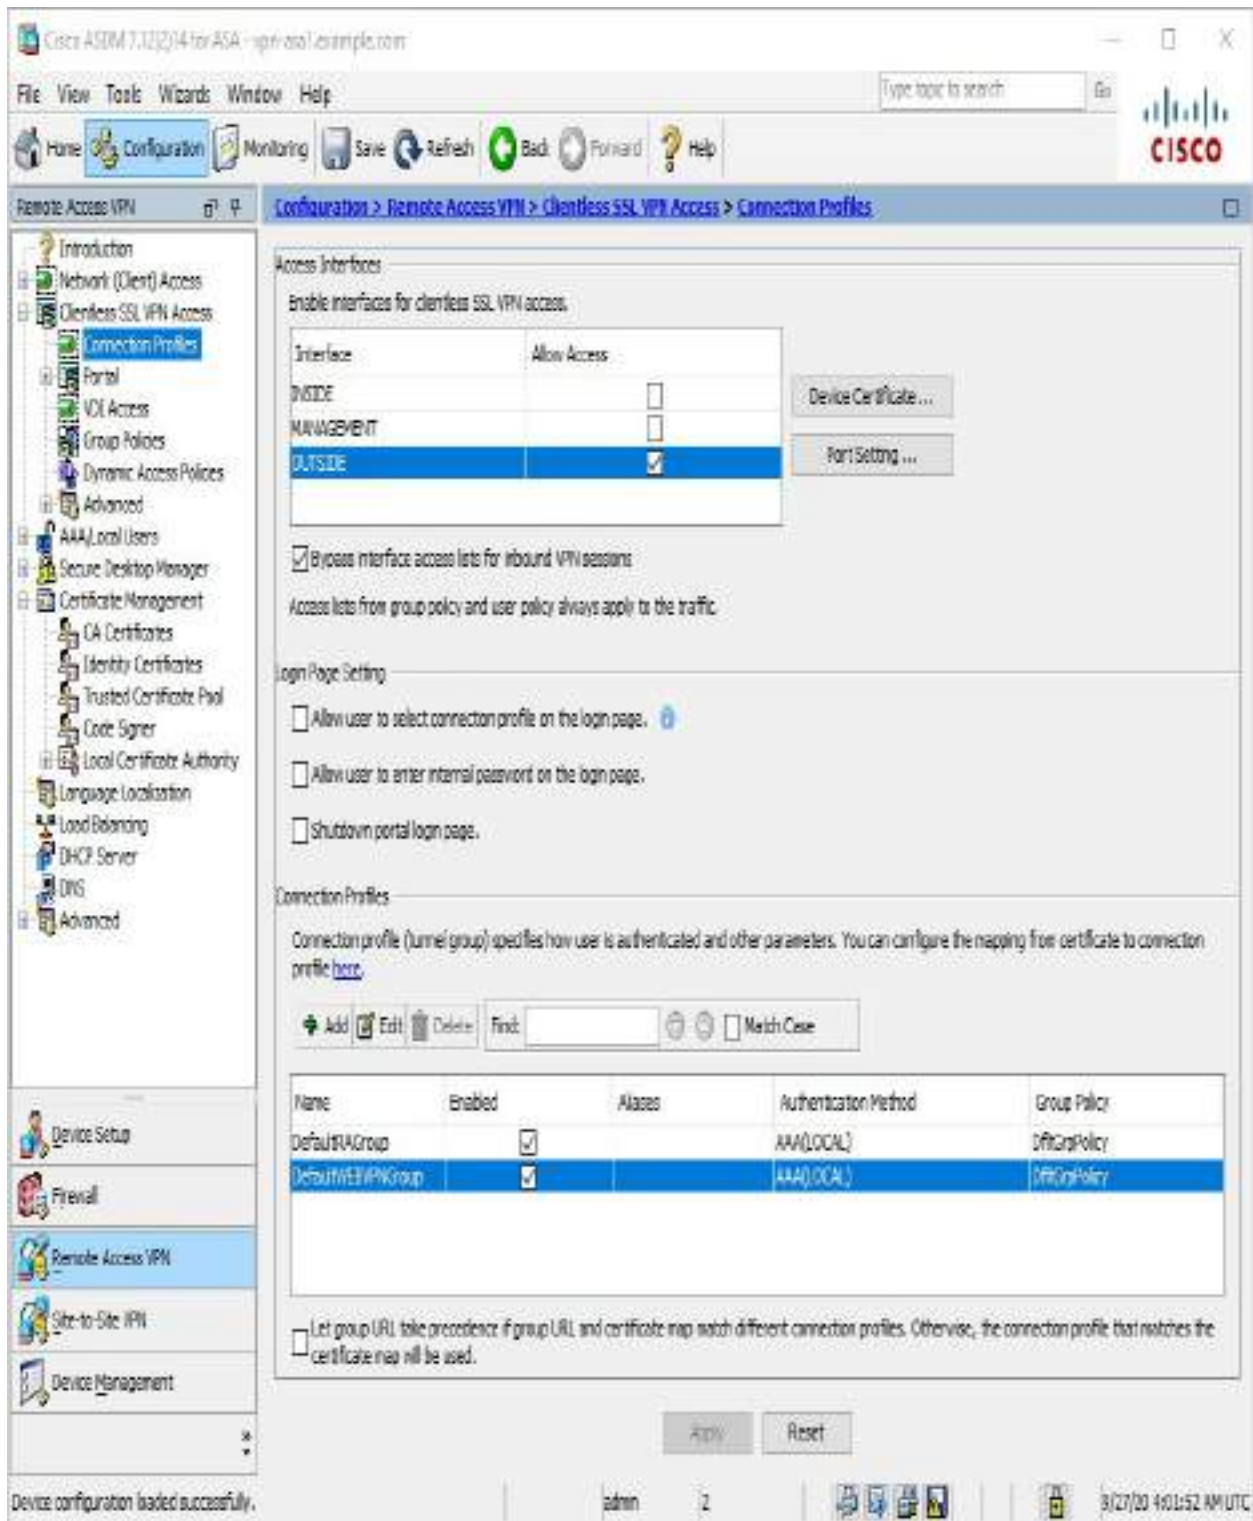 Cisco ASDM 7.12(2)14 for ASA - vpn-asa1.example.com
File View Tools Wizards Window Help
Type topic to search Go
Home Configuration Monitoring Save Refresh Back Forward Help
CISCO
Remote Access VPN
Configuration > Remote Access VPN > Clientless SSL VPN Access > Connection Profiles
Introduction
Network (Client) Access
Clientless SSL VPN Access
Connection Profiles
Portal
VDI Access
Group Policies
Dynamic Access Policies
Advanced
AAA/Local Users
Secure Desktop Manager
Certificate Management
CA Certificates
Identity Certificates
Trusted Certificate Pool
Code Signer
Local Certificate Authority
Language Localization
Load Balancing
DHCP Server
DNS
Advanced
Device Setup
Firewall
Remote Access VPN
Site-to-Site VPN
Device Management
Access Interfaces
Enable interfaces for clientless SSL VPN access.
Interface Allow Access
INSIDE
MANAGEMENT
OUTSIDE
Device Certificate ...
Port Setting ...
Bypass interface access lists for inbound VPN sessions
Access lists from group policy and user policy always apply to the traffic.
Login Page Setting
Allow user to select connection profile on the login page.
Allow user to enter internal password on the login page.
Shutdown portal login page.
Connection Profiles
Connection profile (tunnel group) specifies how user is authenticated and other parameters. You can configure the mapping from certificate to connection
profile here.
Add Edit Delete Find: Match Case
Name Enabled Aliases Authentication Method Group Policy
DefaultRAGroup AAA(LOCAL) DfltGrpPolicy
DefaultWEBVPNGroup AAA(LOCAL) DfltGrpPolicy
Let group URL take precedence if group URL and certificate map match different connection profiles. Otherwise, the connection profile that matches the
certificate map will be used.
Apply Reset
Device configuration loaded successfully. admin 2 9/27/20 4:01:52 AM UTC